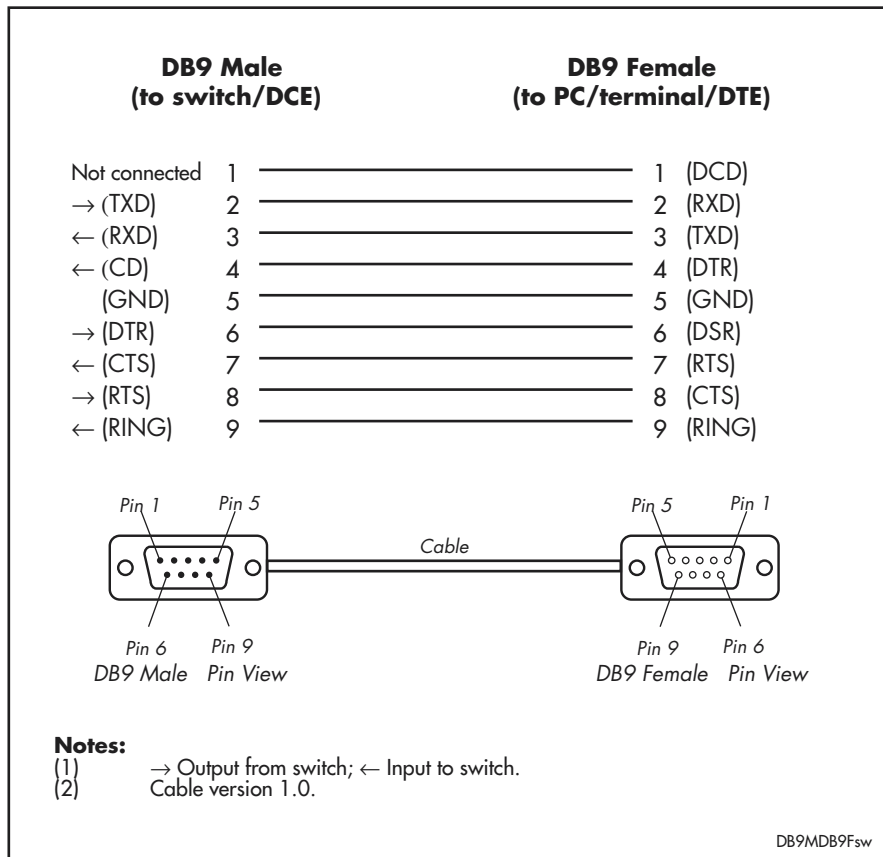 DB9 Male DB9 Female
(to switch/DCE) (to PC/terminal/DTE)
Not connected 1 1 (DCD)
→ (TXD) 2 2 (RXD)
← (RXD) 3 3 (TXD)
← (CD) 4 4 (DTR)
(GND) 5 5 (GND)
→ (DTR) 6 6 (DSR)
← (CTS) 7 7 (RTS)
→ (RTS) 8 8 (CTS)
← (RING) 9 9 (RING)
Pin 1 Pin 5 Pin 5 Pin 1
Cable
Pin 6 Pin 9 Pin 9 Pin 6
DB9 Male Pin View DB9 Female Pin View
Notes:
(1) → Output from switch; ← Input to switch.
(2) Cable version 1.0.
DB9MDB9Fsw